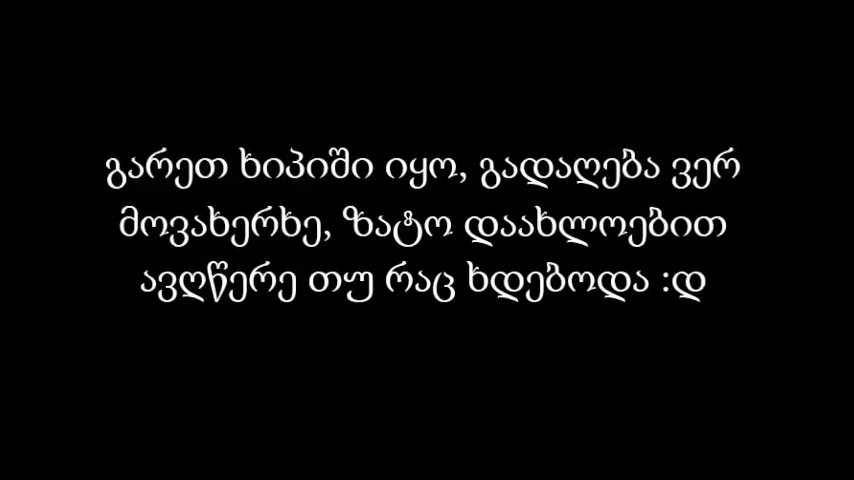 გარეთ ხიპიში იყო, გადაღება ვერ
მოვახერხე, ზატო დაახლოებით
ავღწერე თუ რაც ხდებოდა :დ